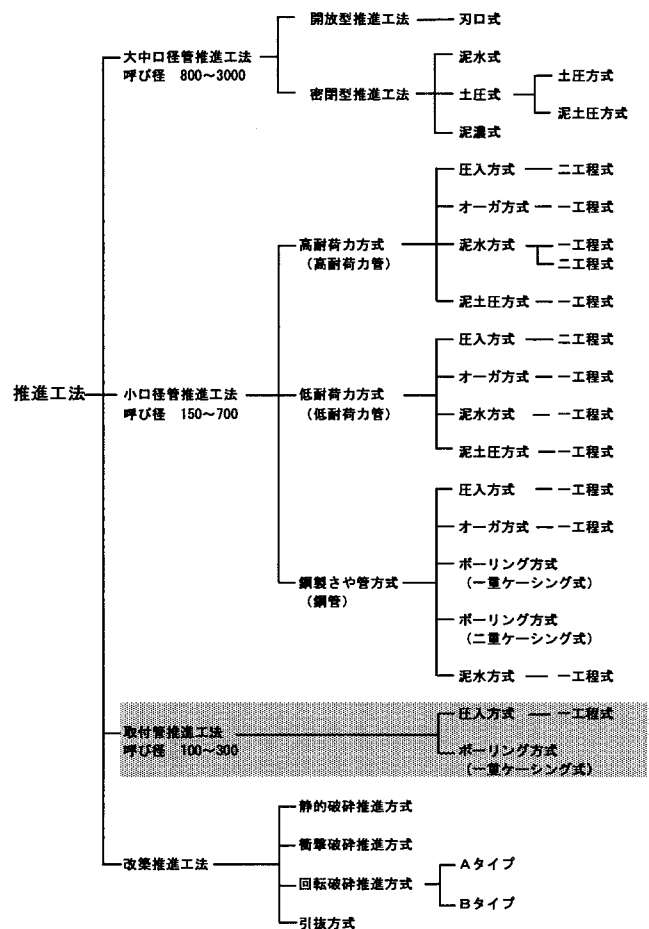 推進工法
大中口径管推進工法
呼び径 800～3000
開放型推進工法
刃口式
密閉型推進工法
泥水式
土圧式
土圧方式
泥土圧方式
泥濃式
小口径管推進工法
呼び径 150～700
高耐荷力方式
（高耐荷力管）
圧入方式
二工程式
オーガ方式
一工程式
泥水方式
一工程式
二工程式
泥土圧方式
一工程式
低耐荷力方式
（低耐荷力管）
圧入方式
二工程式
オーガ方式
一工程式
泥水方式
一工程式
泥土圧方式
一工程式
鋼製さや管方式
（鋼管）
圧入方式
一工程式
オーガ方式
一工程式
ボーリング方式
（一重ケーシング式）
ボーリング方式
（二重ケーシング式）
泥水方式
一工程式
取付管推進工法
呼び径 100～300
圧入方式
一工程式
ボーリング方式
（一重ケーシング式）
改築推進工法
静的破砕推進方式
衝撃破砕推進方式
回転破砕推進方式
Aタイプ
Bタイプ
引抜方式